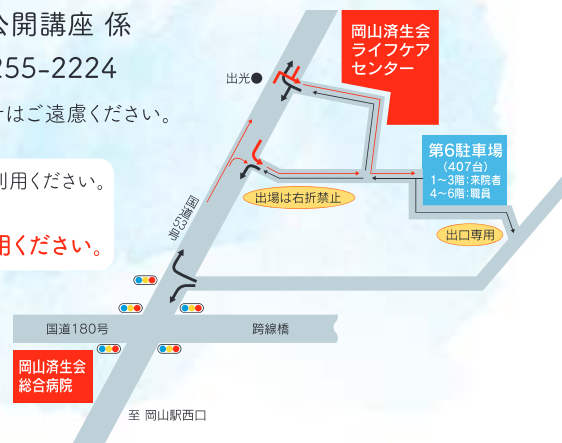 公開講座 係
255-2224
はご遠慮ください。
利用ください。
用ください。
岡山済生会
ライフケア
センター
出光●
第6駐車場
(407台)
1～3階:来院者
4～6階:職員
出場は右折禁止
出口専用
国道53号
国道180号
跨線橋
岡山済生会
総合病院
至 岡山駅西口